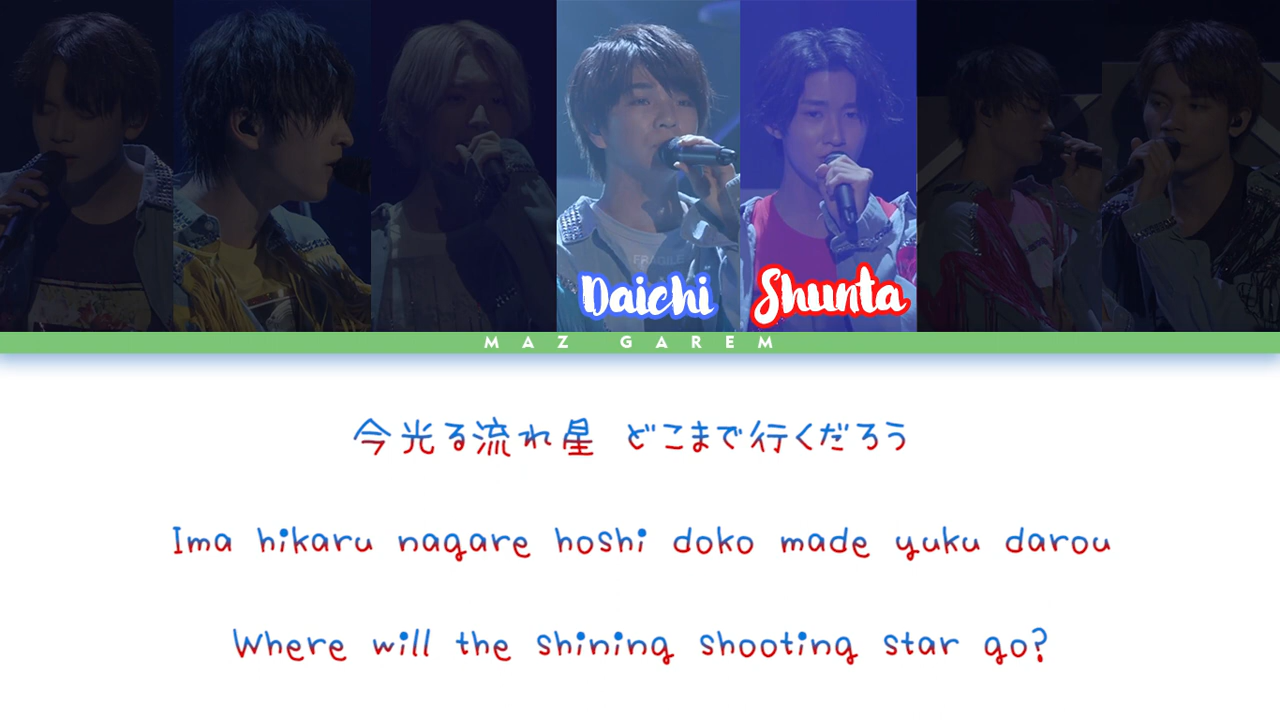 FRAGILE
Daichi
Shunta
MAZ GAREM
今光る流れ星 どこまで行くだろう
Ima hikaru nagare hoshi doko made yuku darou
Where will the shining shooting star go?